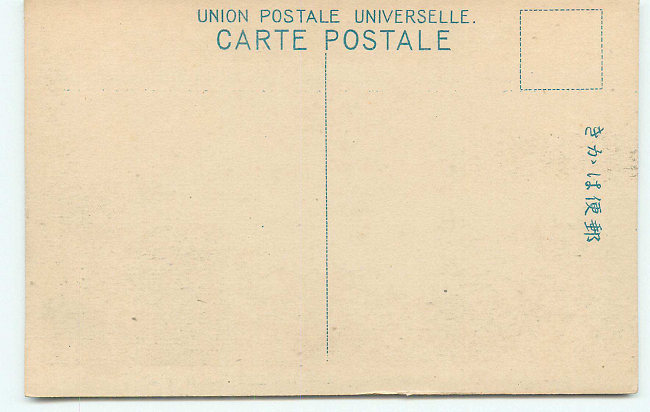 UNION POSTALE UNIVERSELLE.
CARTE POSTALE
きかは便郵